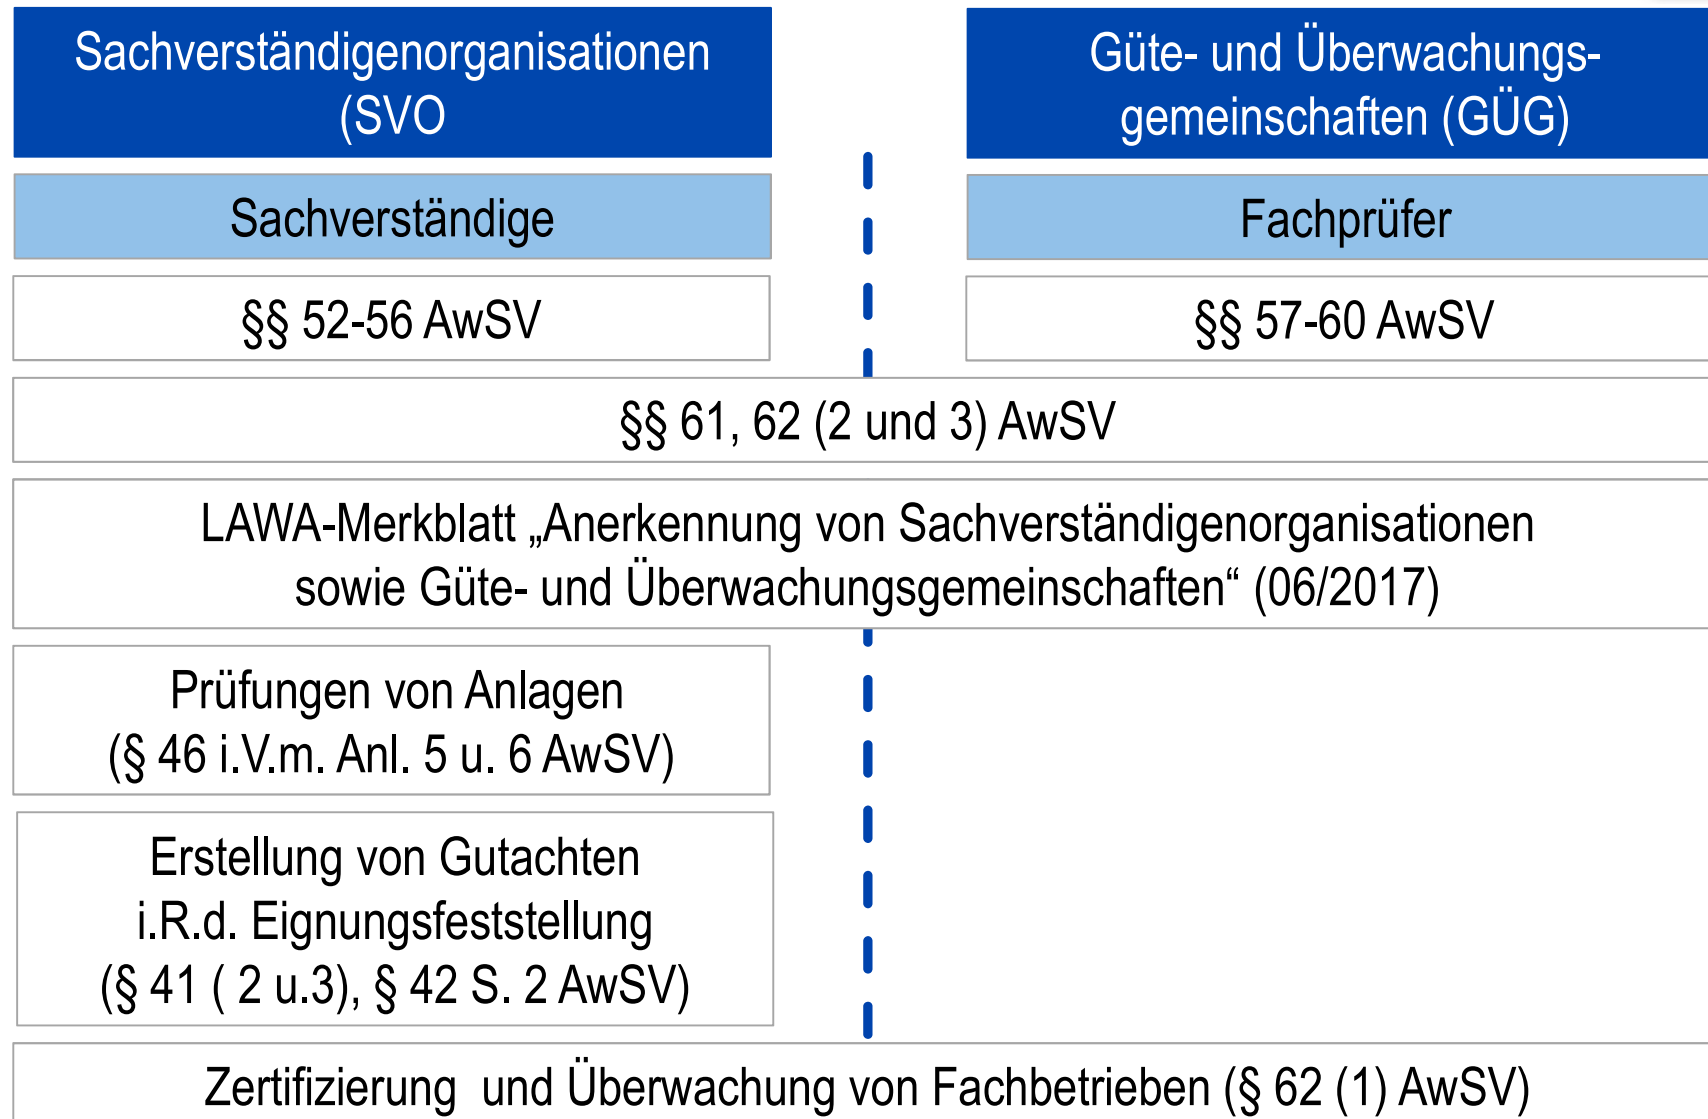 Sachverständigenorganisationen
(SVO
Güte- und Überwachungs-
gemeinschaften (GÜG)
Sachverständige
Fachprüfer
§§ 52-56 AwSV
§§ 57-60 AwSV
§§ 61, 62 (2 und 3) AwSV
LAWA-Merkblatt „Anerkennung von Sachverständigenorganisationen
sowie Güte- und Überwachungsgemeinschaften“ (06/2017)
Prüfungen von Anlagen
(§ 46 i.V.m. Anl. 5 u. 6 AwSV)
Erstellung von Gutachten
i.R.d. Eignungsfeststellung
(§ 41 ( 2 u.3), § 42 S. 2 AwSV)
Zertifizierung  und Überwachung von Fachbetrieben (§ 62 (1) AwSV)